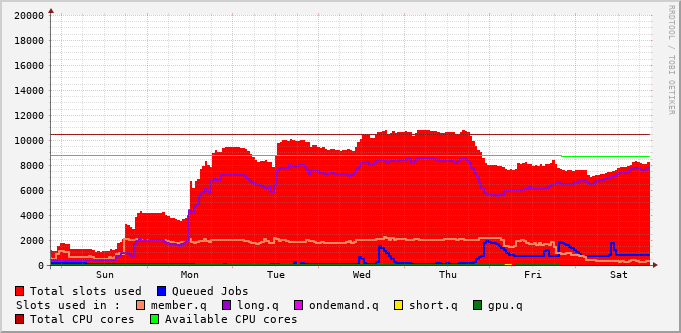 20000
18000
16000
14000
12000
10000
8000
6000
4000
2000
0
Sun Mon Tue Wed Thu Fri Sat
RRDTOOL / TOBI OETIKER
Total slots used Queued Jobs
Slots used in : member.q long.q ondemand.q short.q gpu.q
Total CPU cores Available CPU cores